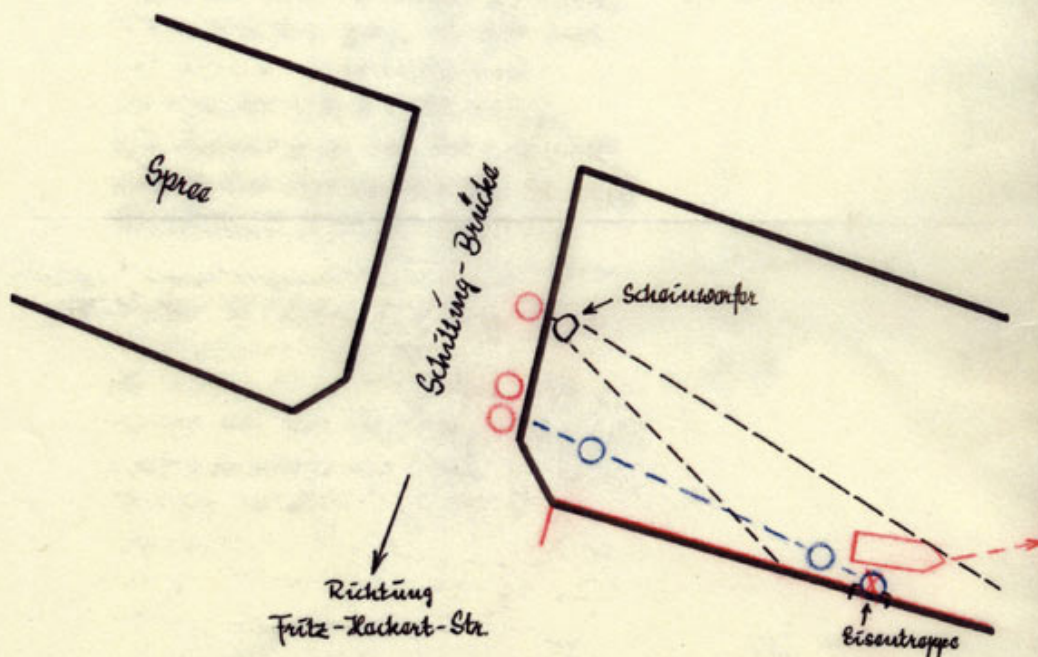 Spree
Schilling-Brücke
Scheinwerfer
Richtung
Fritz-Heckert-Str.
Eisentreppe